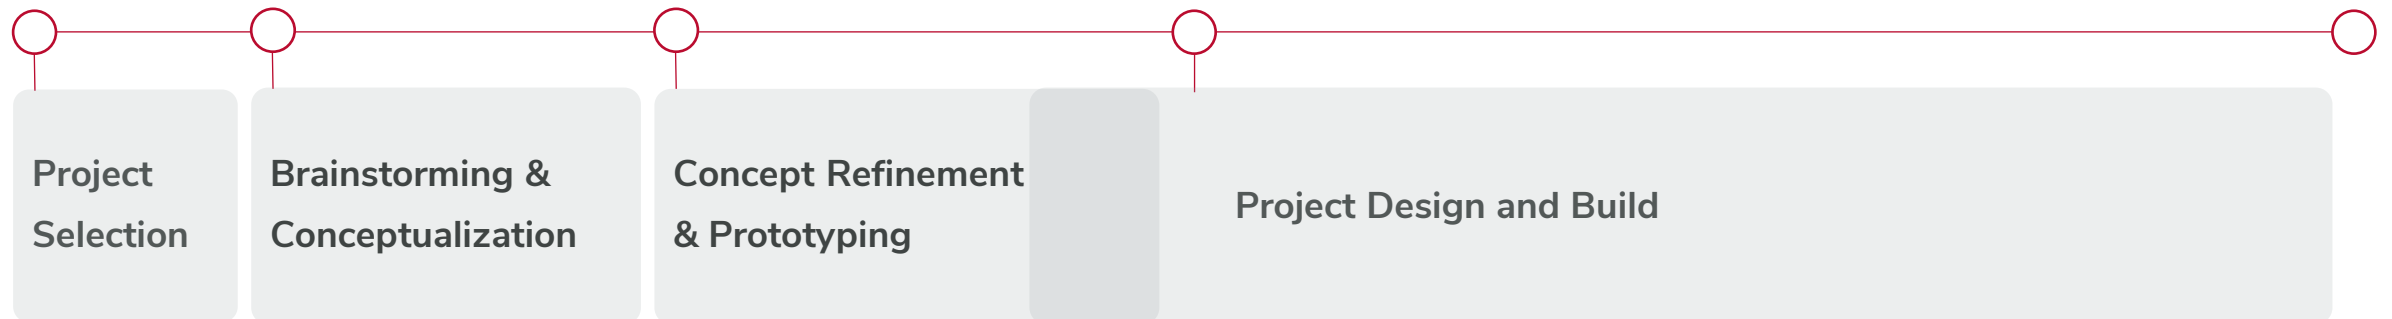 Project
Selection
Brainstorming &
Conceptualization
Concept Refinement
& Prototyping
Project Design and Build